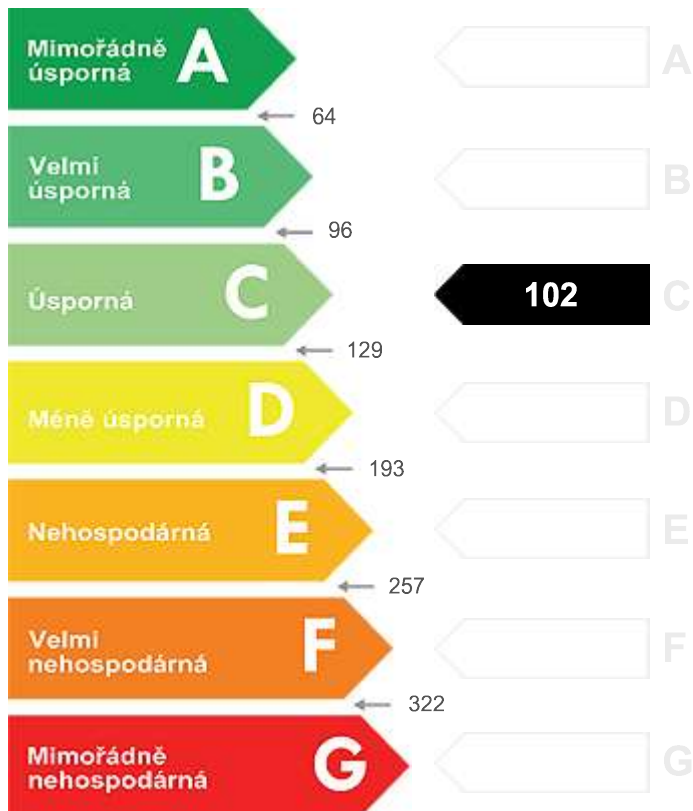 Mimořádně
úsporná
A
A
64
Velmi
úsporná
B
B
96
Úsporná
C
102
C
129
Méně úsporná
D
D
193
Nehospodárná
E
E
257
Velmi
nehospodárná
F
F
322
Mimořádně
nehospodárná
G
G